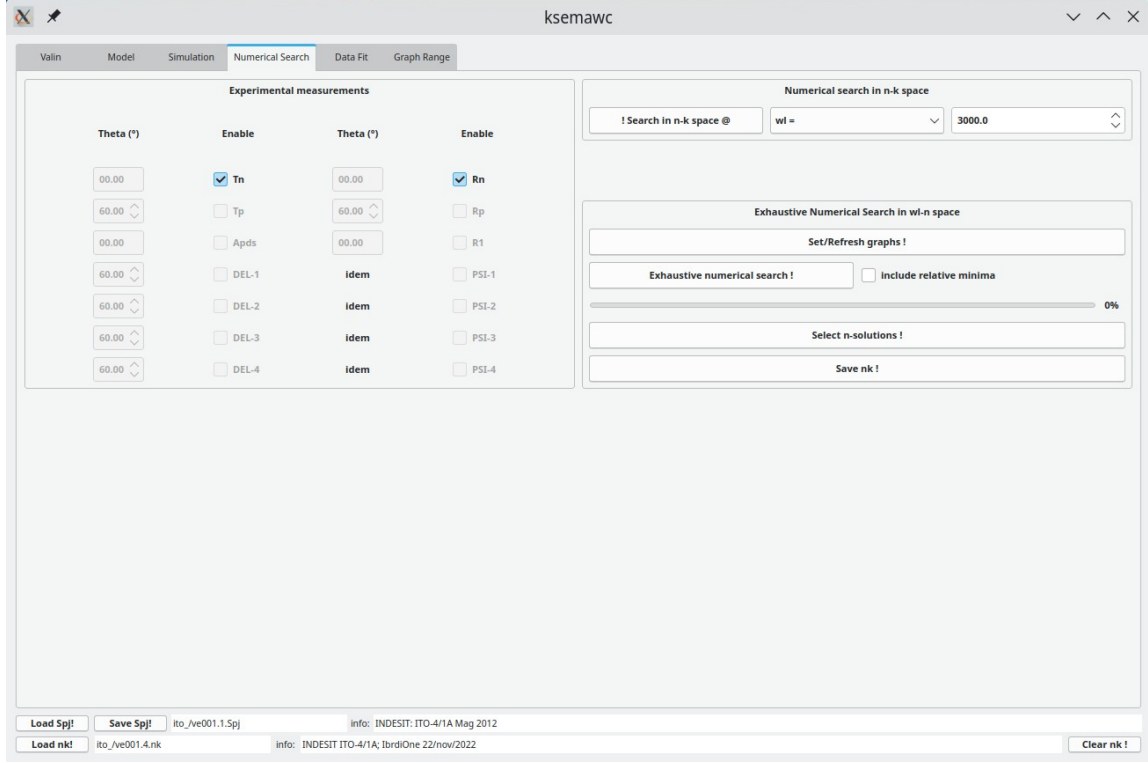 ksemawc
Valin Model Simulation Numerical Search Data Fit Graph Range
Experimental measurements
Theta (°) Enable Theta (°) Enable
00.00 Tn 00.00 Rn
60.00 Tp 60.00 Rp
00.00 Apds 00.00 R1
60.00 DEL-1 idem PSI-1
60.00 DEL-2 idem PSI-2
60.00 DEL-3 idem PSI-3
60.00 DEL-4 idem PSI-4
Numerical search in n-k space
! Search in n-k space @ wl = 3000.0
Exhaustive Numerical Search in wl-n space
Set/Refresh graphs !
Exhaustive numerical search ! include relative minima
0%
Select n-solutions !
Save nk !
Load Spj! Save Spj! ito_/ve001.1.Spj info: INDESIT: ITO-4/1A Mag 2012
Load nk! ito_/ve001.4.nk info: INDESIT ITO-4/1A; IbrdiOne 22/nov/2022 Clear nk !